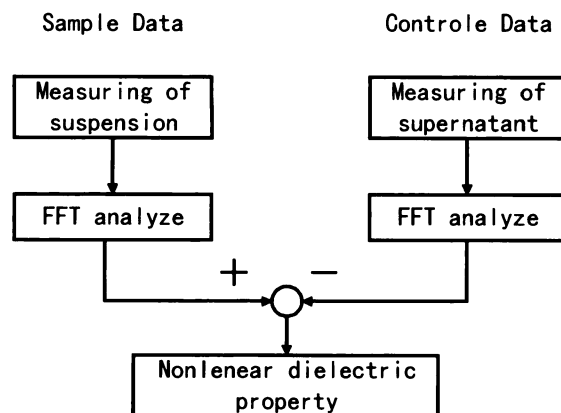 Sample Data
Controle Data
Measuring of
suspension
Measuring of
supernatant
FFT analyze
FFT analyze
+
−
Nonlenear dielectric
property